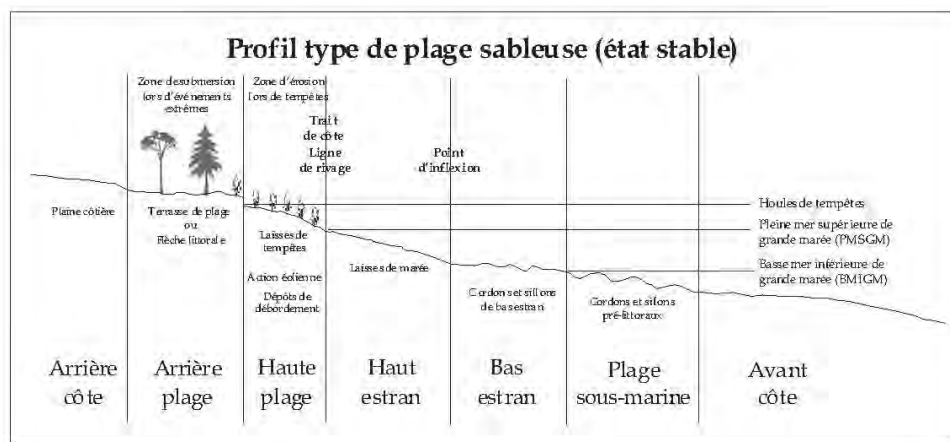 Profil type de plage sableuse (état stable)
Zone de submersion
lors d'événements
extrêmes
Zone d'érosion
lors de tempêtes
Trait
de côte
Ligne
de rivage
Point
d'inflexion
Plaine côtière
Terrasse de plage
ou
Flèche littorale
Laisses de
tempêtes
Action éolienne
Dépôts de
débordement
Laisses de marée
Cordons et sillons
de bas estran
Cordons et sillons
pré-littoraux
Houles de tempêtes
Pleine mer supérieure de
grande marée (PMSGM)
Basse mer inférieure de
grande marée (BMIGM)
Arrière
côte
Arrière
plage
Haute
plage
Haut
estran
Bas
estran
Plage
sous-marine
Avant
côte